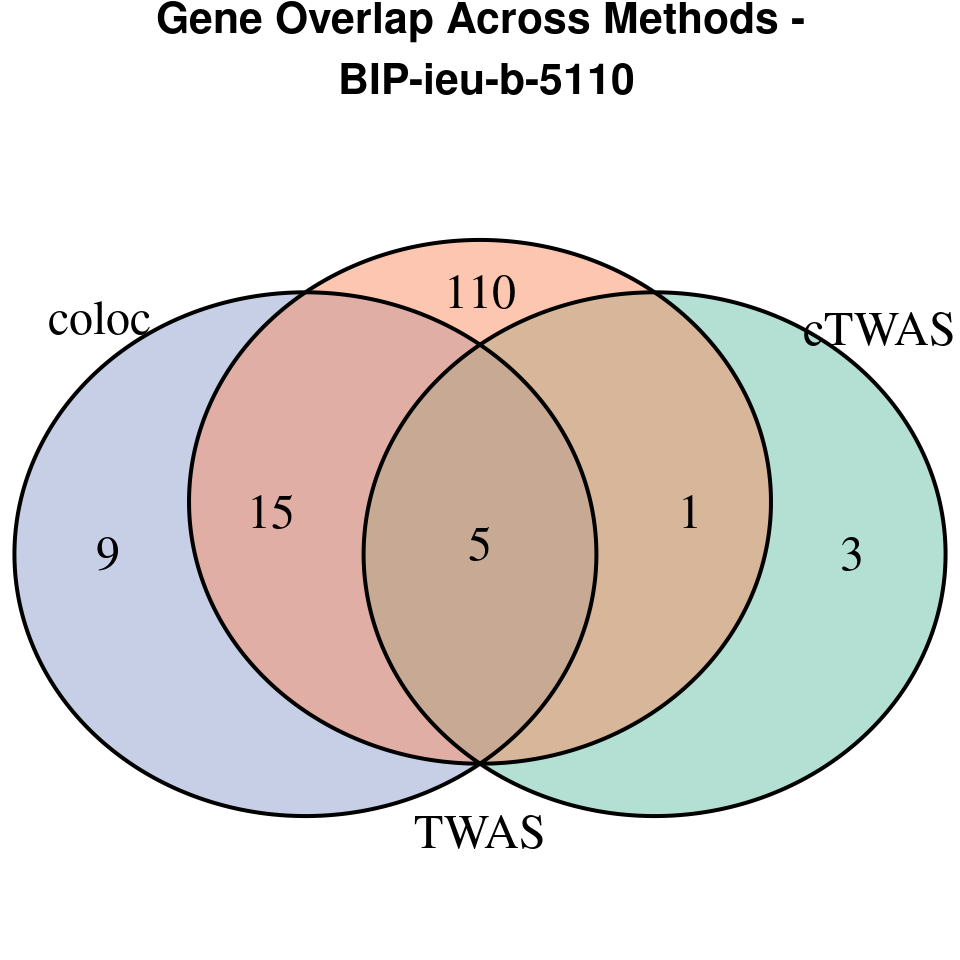 Gene Overlap Across Methods -
BIP-ieu-b-5110
110
coloc
cTWAS
15
1
5
9
3
TWAS